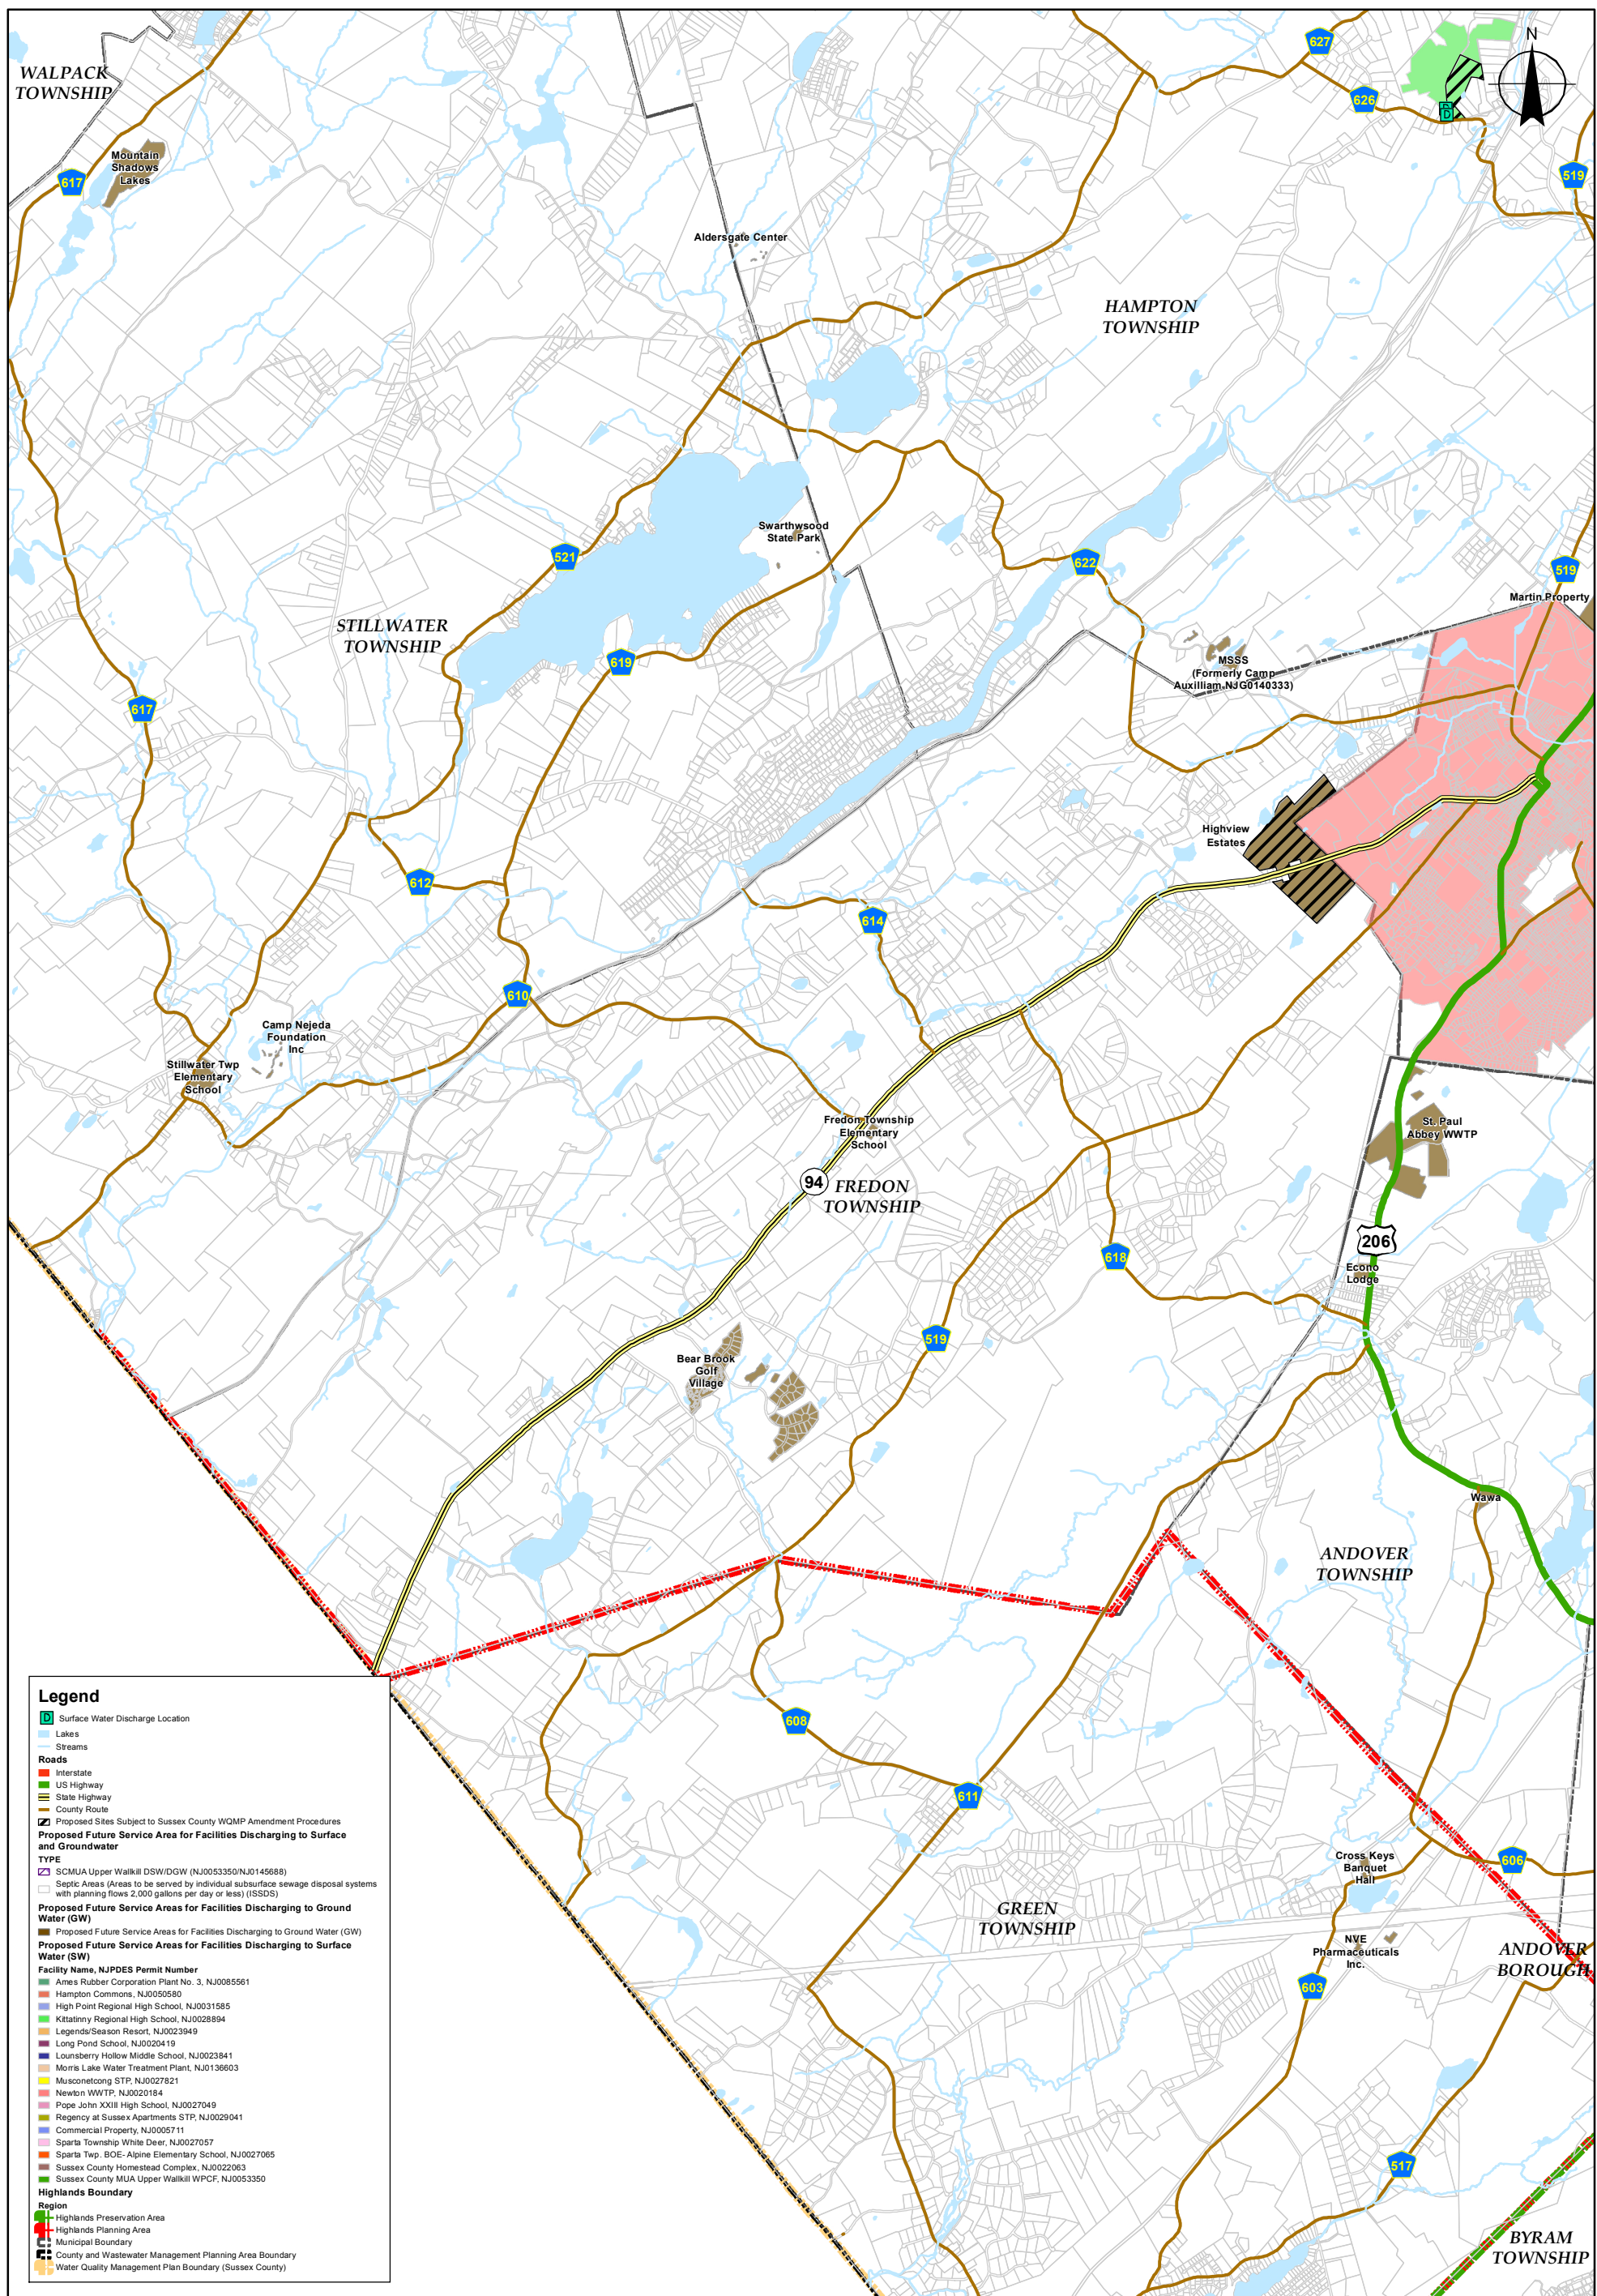 WALPACK
TOWNSHIP
N
627
626
519
617
Mountain
Shadows
Lakes
D
Aldersgate Center
HAMPTON
TOWNSHIP
Swarthwsood
State Park
521
622
519
Martin Property
STILLWATER
TOWNSHIP
619
MSSS
(Formerly Camp
Auxilliam NJG0140333)
617
Highview
Estates
612
614
610
Camp Nejeda
Foundation
Inc
Stillwater Twp
Elementary
School
Fredon Township
Elementary
School
St. Paul
Abbey WWTP
94
FREDON
TOWNSHIP
206
618
Econo
Lodge
519
Bear Brook
Golf
Village
Wawa
ANDOVER
TOWNSHIP
608
611
Cross Keys
Banquet
Hall
606
GREEN
TOWNSHIP
NVE
Pharmaceuticals
Inc.
ANDOVER
BOROUGH
603
517
BYRAM
TOWNSHIP
Legend
D Surface Water Discharge Location
Lakes
Streams
Roads
Interstate
US Highway
State Highway
County Route
Proposed Sites Subject to Sussex County WQMP Amendment Procedures
Proposed Future Service Area for Facilities Discharging to Surface
and Groundwater
TYPE
SCMUA Upper Wallkill DSW/DGW (NJ0053350/NJ0145688)
Septic Areas (Areas to be served by individual subsurface sewage disposal systems
with planning flows 2,000 gallons per day or less) (ISSDS)
Proposed Future Service Areas for Facilities Discharging to Ground
Water (GW)
Proposed Future Service Areas for Facilities Discharging to Ground Water (GW)
Proposed Future Service Areas for Facilities Discharging to Surface
Water (SW)
Facility Name, NJPDES Permit Number
Ames Rubber Corporation Plant No. 3, NJ0085561
Hampton Commons, NJ0050580
High Point Regional High School, NJ0031585
Kittatinny Regional High School, NJ0028894
Legends/Season Resort, NJ0023949
Long Pond School, NJ0020419
Lounsberry Hollow Middle School, NJ0023841
Morris Lake Water Treatment Plant, NJ0136603
Musconetcong STP, NJ0027821
Newton WWTP, NJ0020184
Pope John XXIII High School, NJ0027049
Regency at Sussex Apartments STP, NJ0029041
Commercial Property, NJ0005711
Sparta Township White Deer, NJ0027057
Sparta Twp. BOE- Alpine Elementary School, NJ0027065
Sussex County Homestead Complex, NJ0022063
Sussex County MUA Upper Wallkill WPCF, NJ0053350
Highlands Boundary
Region
Highlands Preservation Area
Highlands Planning Area
Municipal Boundary
County and Wastewater Management Planning Area Boundary
Water Quality Management Plan Boundary (Sussex County)